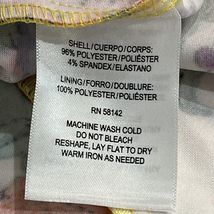 SHELL/CUERPO/CORPS:
96% POLYESTER/POLIÉSTER
4% SPANDEX/ELASTANO
LINING/FORRO/DOUBLURE:
100% POLYESTER/POLIÉSTER
RN 58142
MACHINE WASH COLD
DO NOT BLEACH
RESHAPE, LAY FLAT TO DRY
WARM IRON AS NEEDED